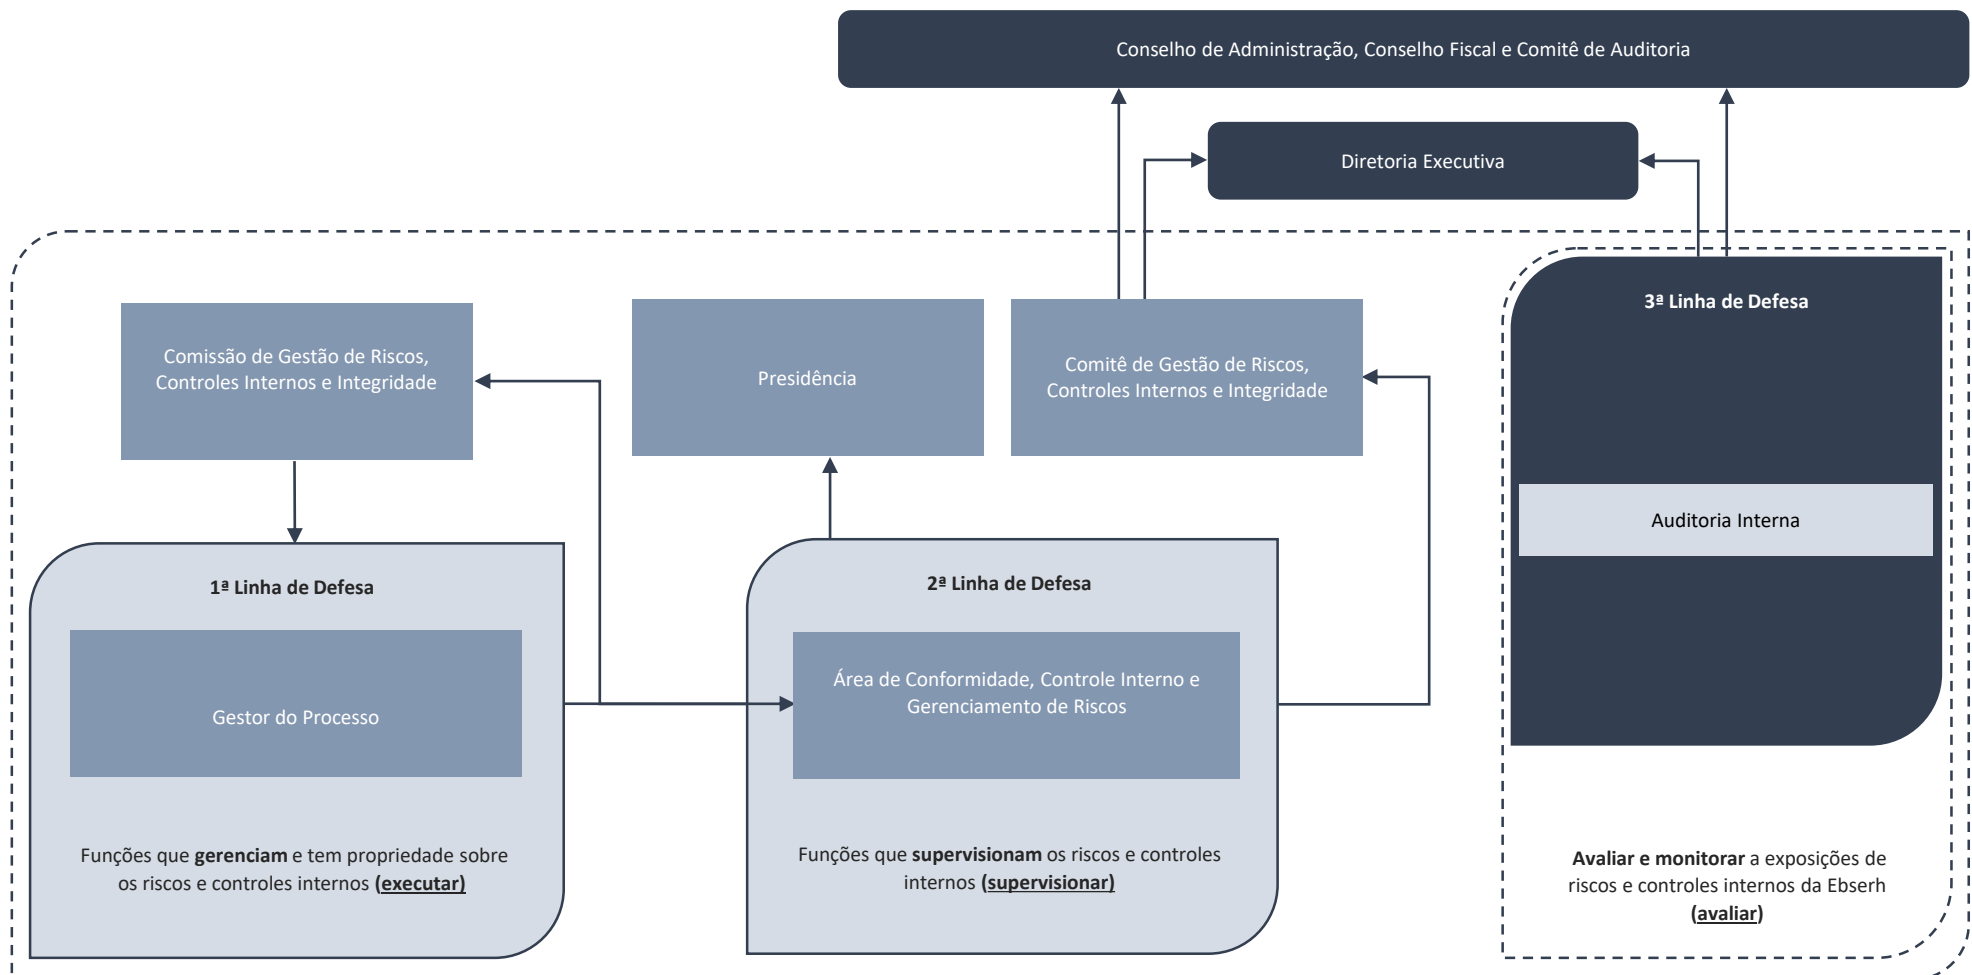 Conselho de Administração, Conselho Fiscal e Comitê de Auditoria
Diretoria Executiva
Comissão de Gestão de Riscos,
Controles Internos e Integridade
Presidência
Comitê de Gestão de Riscos,
Controles Internos e Integridade
1ª Linha de Defesa
Gestor do Processo
Funções que gerenciam e tem propriedade sobre
os riscos e controles internos (executar)
2ª Linha de Defesa
Área de Conformidade, Controle Interno e
Gerenciamento de Riscos
Funções que supervisionam os riscos e controles
internos (supervisionar)
3ª Linha de Defesa
Auditoria Interna
Avaliar e monitorar a exposições de
riscos e controles internos da Ebserh
(avaliar)